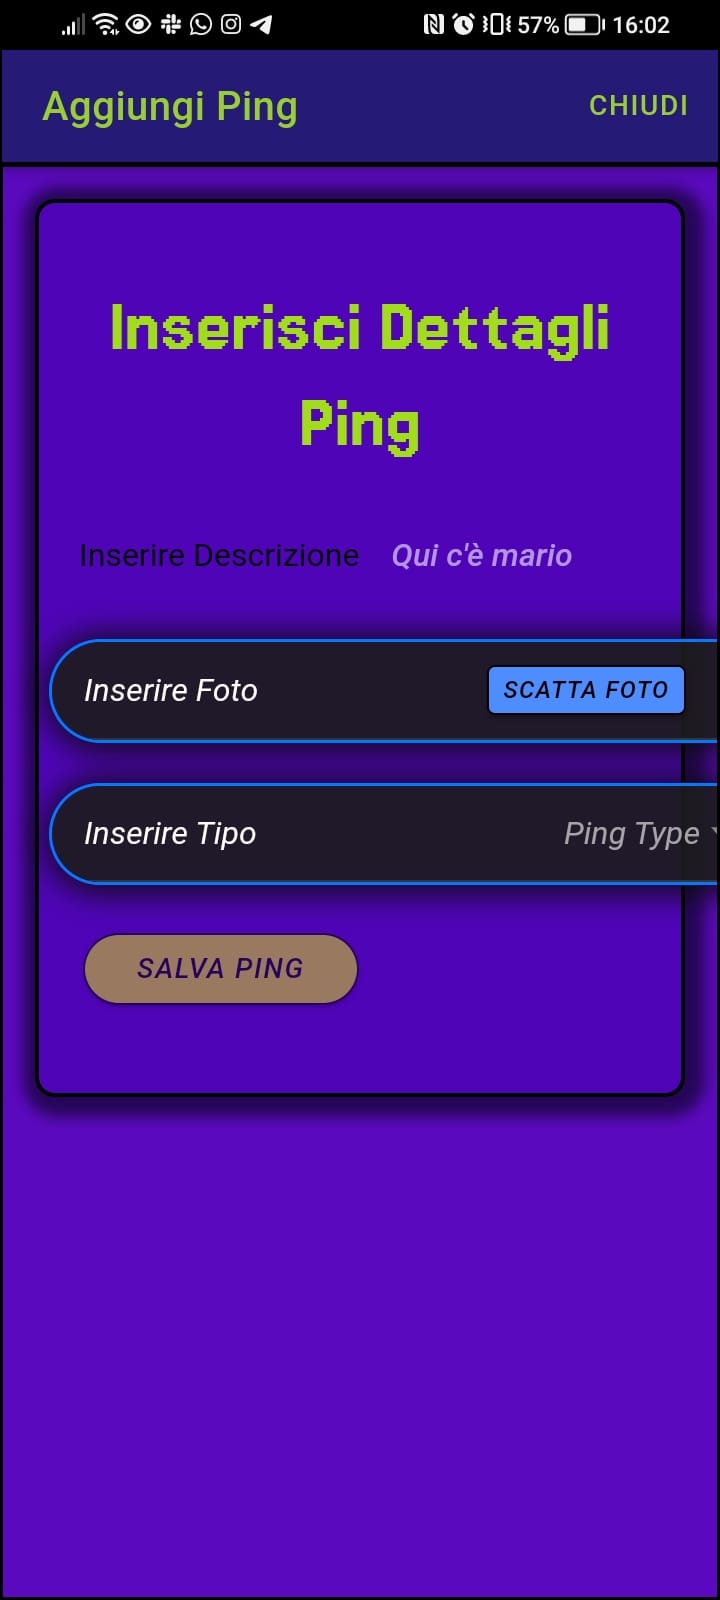 57% 16:02
Aggiungi Ping CHIUDI
Inserisci Dettagli
Ping
Inserire Descrizione Qui c'è mario
Inserire Foto SCATTA FOTO
Inserire Tipo Ping Type
SALVA PING